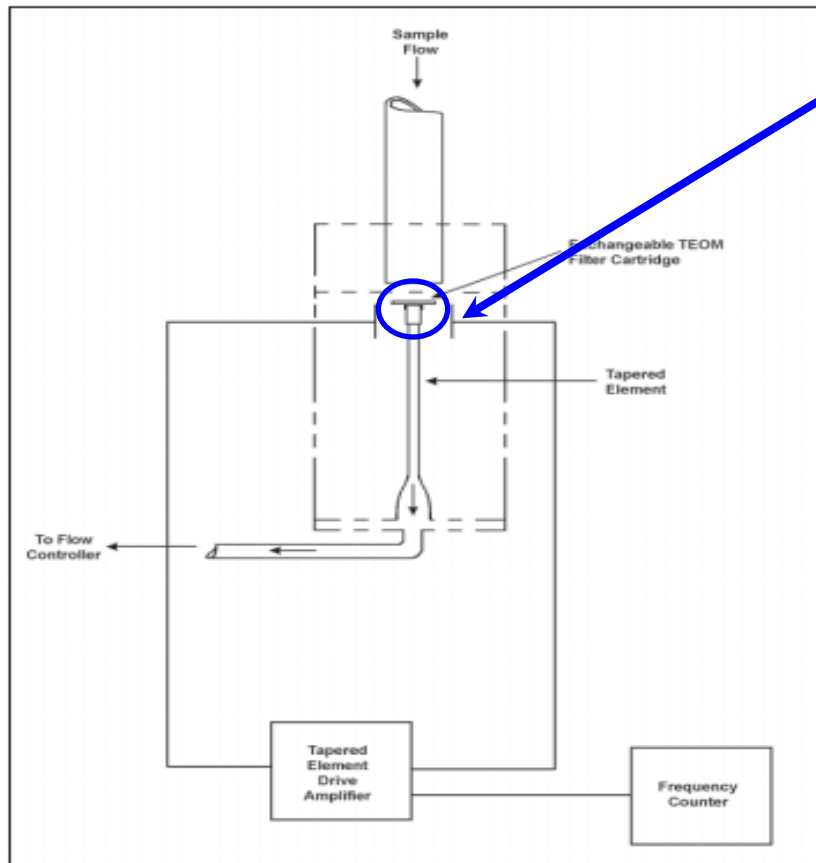 Sample
Flow
Exchangeable TEOM
Filter Cartridge
Tapered
Element
To Flow
Controller
Tapered
Element
Drive
Amplifier
Frequency
Counter